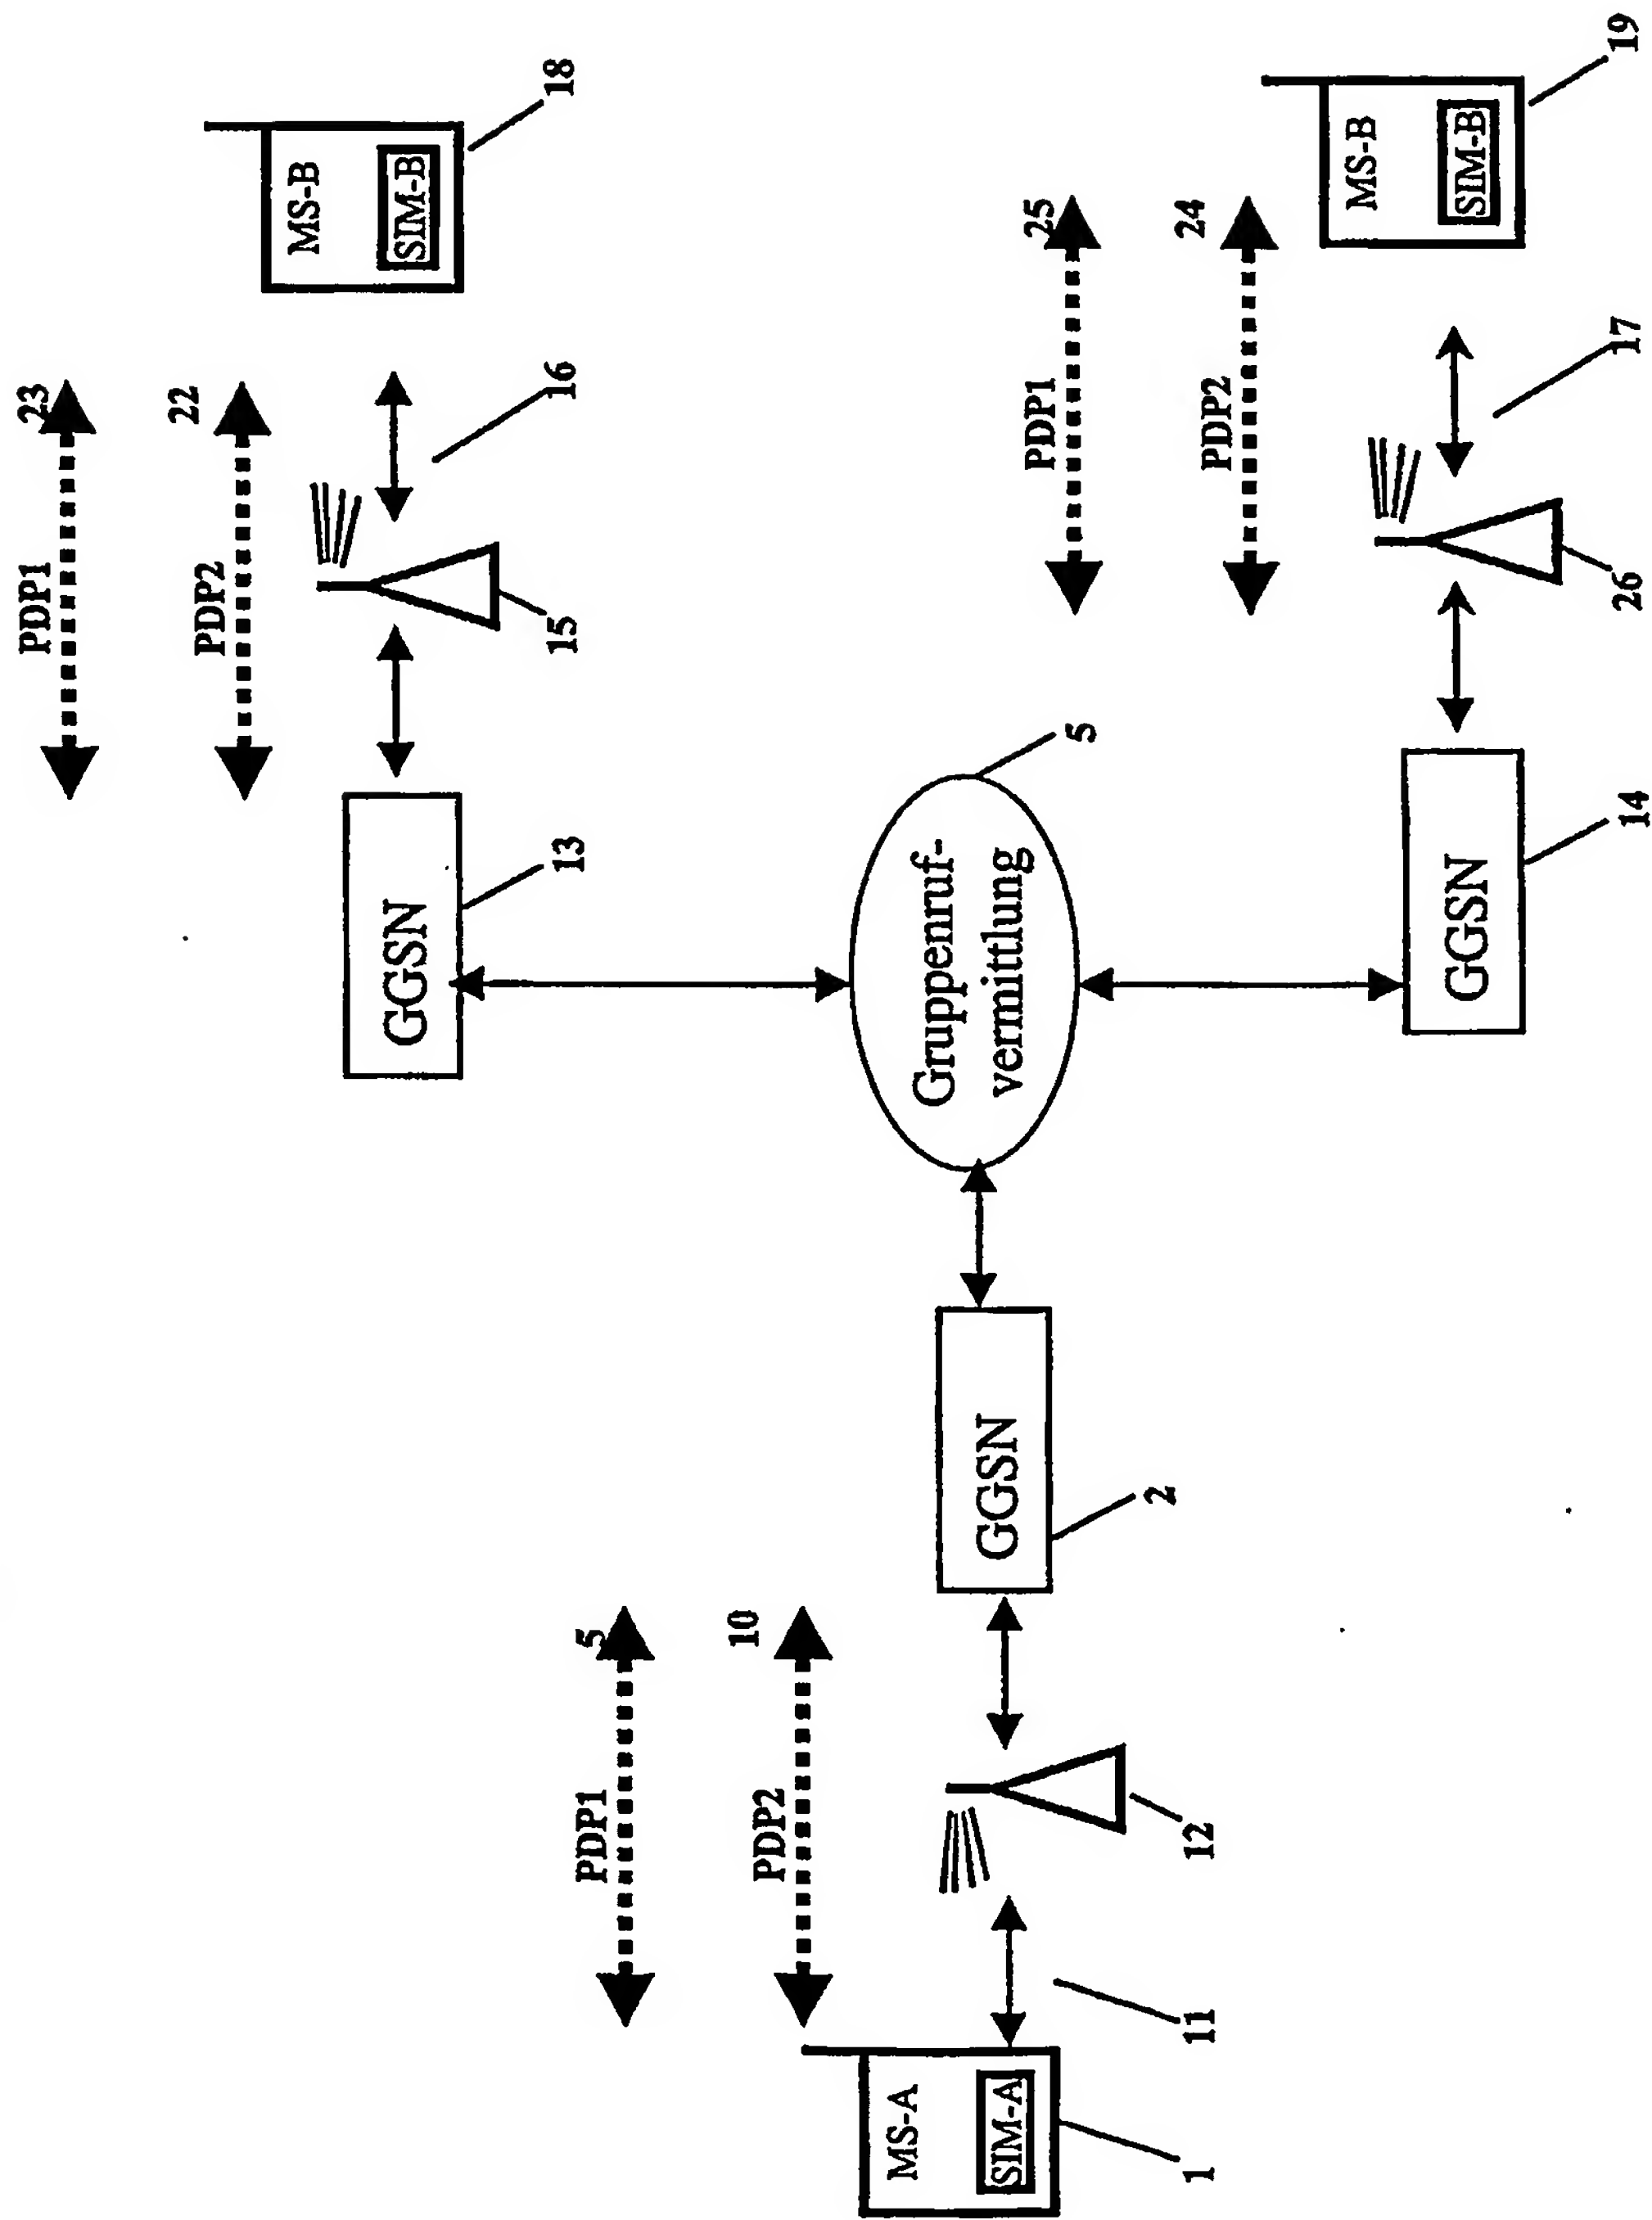 PDP1
23
PDP2
22
16
15
MS-B
SIM-B
18
GGSN
13
PDP1
5
PDP2
10
MS-A
SIM-A
1
11
12
GGSN
2
Gruppenruf-
vermittlung
5
PDP1
25
PDP2
24
GGSN
14
26
17
MS-B
SIM-B
19